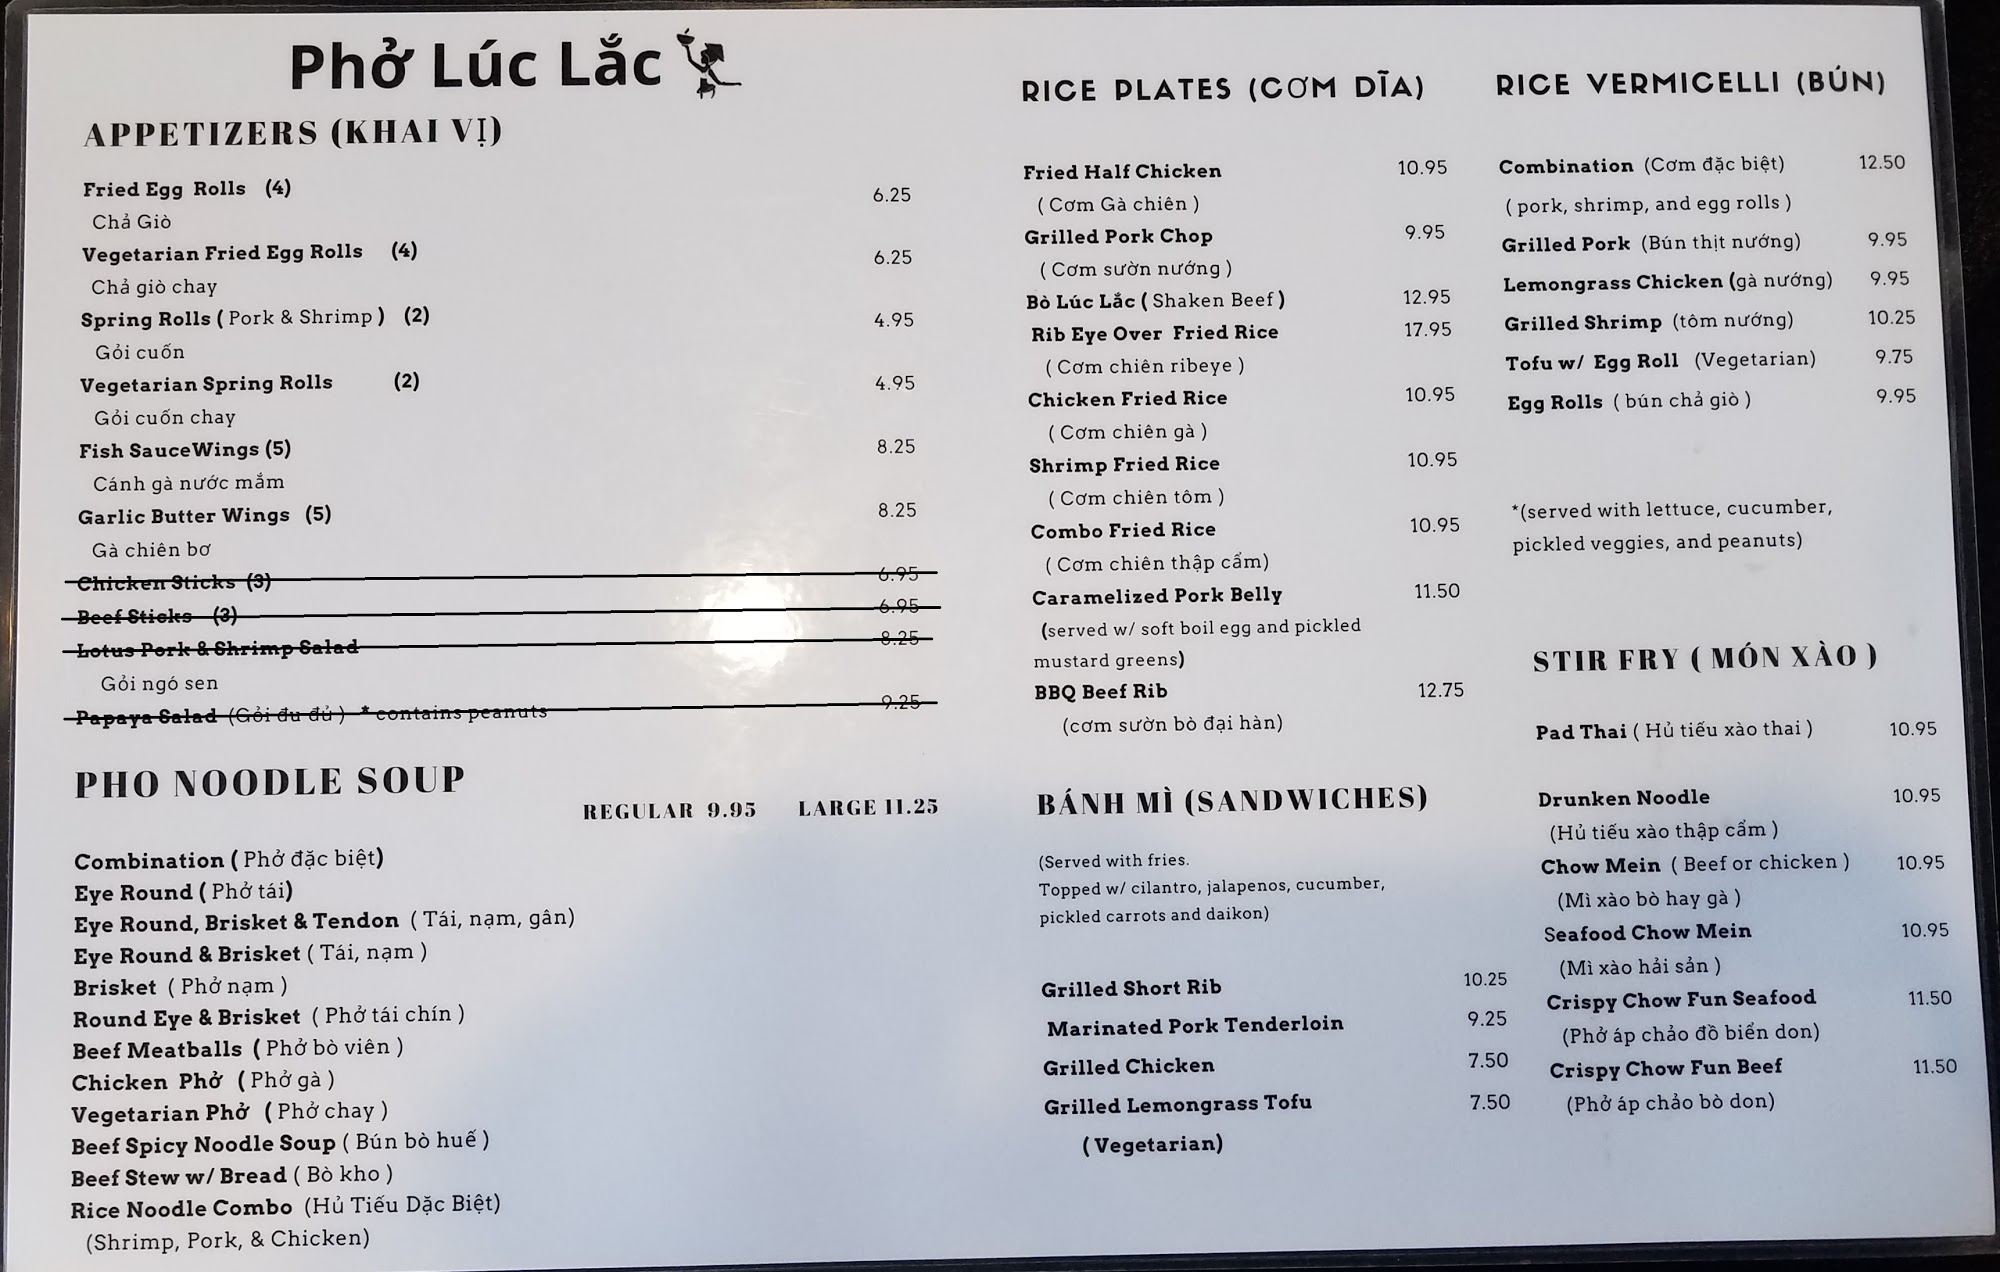 Phở Lúc Lắc
APPETIZERS (KHAI VỊ)
Fried Egg Rolls (4) 6.25
Chả Giò
Vegetarian Fried Egg Rolls (4) 6.25
Chả giò chay
Spring Rolls ( Pork & Shrimp ) (2) 4.95
Gỏi cuốn
Vegetarian Spring Rolls (2) 4.95
Gỏi cuốn chay
Fish SauceWings (5) 8.25
Cánh gà nước mắm
Garlic Butter Wings (5) 8.25
Gà chiên bơ
Chicken Sticks (3) 6.95
Beef Sticks (3) 6.95
Lotus Pork & Shrimp Salad 8.25
Gỏi ngó sen
Papaya Salad (Gỏi đu đủ ) * contains peanuts 9.25
PHO NOODLE SOUP
REGULAR 9.95 LARGE 11.25
Combination ( Phở đặc biệt)
Eye Round ( Phở tái)
Eye Round, Brisket & Tendon ( Tái, nạm, gân)
Eye Round & Brisket ( Tái, nạm )
Brisket ( Phở nạm )
Round Eye & Brisket ( Phở tái chín )
Beef Meatballs ( Phở bò viên )
Chicken Phở ( Phở gà )
Vegetarian Phở ( Phở chay )
Beef Spicy Noodle Soup ( Bún bò huế )
Beef Stew w/ Bread ( Bò kho )
Rice Noodle Combo (Hủ Tiếu Dặc Biệt)
(Shrimp, Pork, & Chicken)
RICE PLATES (CƠM DĨA)
Fried Half Chicken 10.95
( Cơm Gà chiên )
Grilled Pork Chop 9.95
( Cơm sườn nướng )
Bò Lúc Lắc ( Shaken Beef ) 12.95
Rib Eye Over Fried Rice 17.95
( Cơm chiên ribeye )
Chicken Fried Rice 10.95
( Cơm chiên gà )
Shrimp Fried Rice 10.95
( Cơm chiên tôm )
Combo Fried Rice 10.95
( Cơm chiên thập cẩm)
Caramelized Pork Belly 11.50
(served w/ soft boil egg and pickled
mustard greens)
BBQ Beef Rib 12.75
(cơm sườn bò đại hàn)
BÁNH MÌ (SANDWICHES)
(Served with fries.
Topped w/ cilantro, jalapenos, cucumber,
pickled carrots and daikon)
Grilled Short Rib 10.25
Marinated Pork Tenderloin 9.25
Grilled Chicken 7.50
Grilled Lemongrass Tofu 7.50
( Vegetarian)
RICE VERMICELLI (BÚN)
Combination (Cơm đặc biệt) 12.50
( pork, shrimp, and egg rolls )
Grilled Pork (Bún thịt nướng) 9.95
Lemongrass Chicken (gà nướng) 9.95
Grilled Shrimp (tôm nướng) 10.25
Tofu w/ Egg Roll (Vegetarian) 9.75
Egg Rolls ( bún chả giò ) 9.95
*(served with lettuce, cucumber,
pickled veggies, and peanuts)
STIR FRY ( MÓN XÀO )
Pad Thai ( Hủ tiếu xào thai ) 10.95
Drunken Noodle 10.95
(Hủ tiếu xào thập cẩm )
Chow Mein ( Beef or chicken ) 10.95
(Mì xào bò hay gà )
Seafood Chow Mein 10.95
(Mì xào hải sản )
Crispy Chow Fun Seafood 11.50
(Phở áp chảo đồ biển don)
Crispy Chow Fun Beef 11.50
(Phở áp chảo bò don)